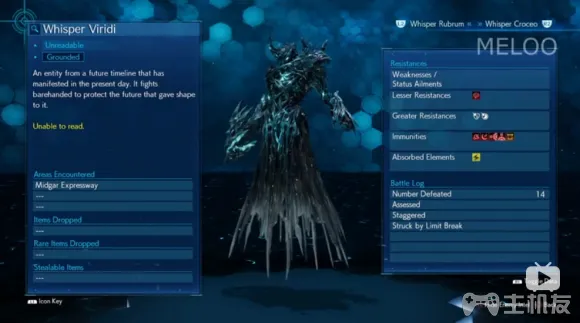 Whisper Viridi
Unreadable
Grounded
An entity from a future timeline that has
manifested in the present day. It fights
barehanded to protect the future that gave shape
to it.
Unable to read.
Areas Encountered
Midgar Expressway
---
---
Items Dropped
---
Rare Items Dropped
---
Stealable Items
---
Icon Key
Whisper Rubrum
Whisper Croceo
MELOO
Resistances
Weaknesses /
Status Ailments
Lesser Resistances
Greater Resistances
Immunities
Absorbed Elements
Battle Log
Number Defeated 14
Assessed
Staggered
Struck by Limit Break
主机友